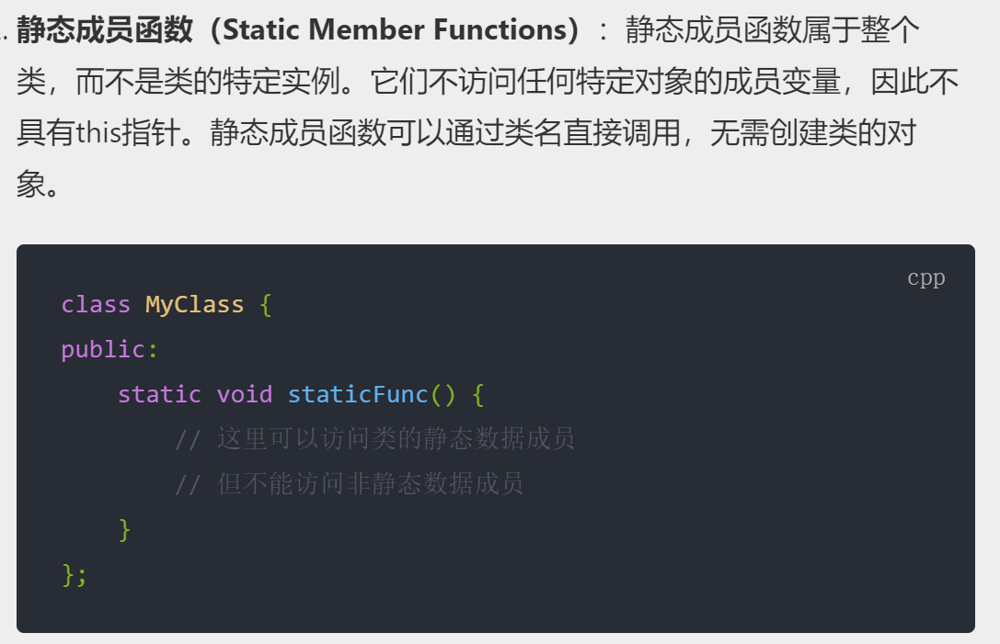 . 静态成员函数（Static Member Functions）：静态成员函数属于整个
类，而不是类的特定实例。它们不访问任何特定对象的成员变量，因此不
具有this指针。静态成员函数可以通过类名直接调用，无需创建类的对
象。
cpp
class MyClass {
public:
    static void staticFunc() {
        // 这里可以访问类的静态数据成员
        // 但不能访问非静态数据成员
    }
};